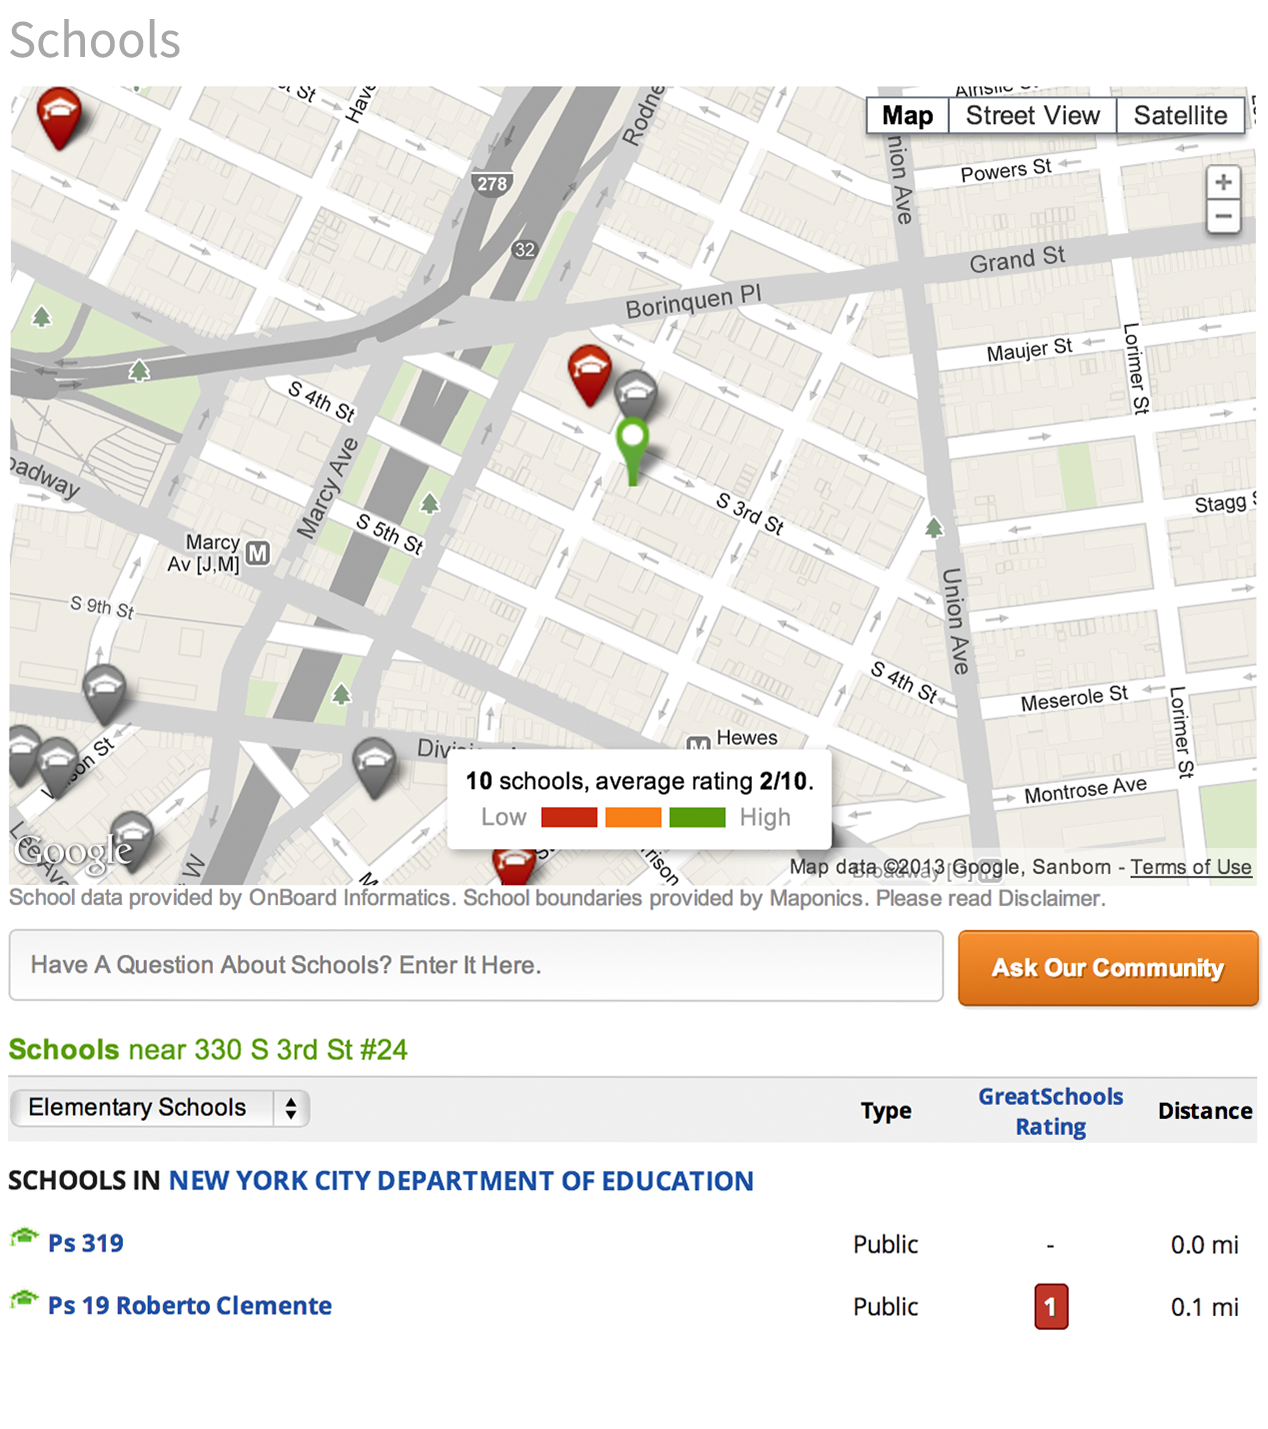 Schools
Ainslie
Map
Street View
Satellite
Rodne
278
Union Ave
Powers St
+
32
−
Grand St
Borinquen Pl
Maujer St
Lorimer St
S 4th St
Marcy Ave
S 3rd St
Stagg
S 5th St
Marcy
Av [J,M]
M
Union Ave
S 9th St
S 4th St
Meserole St
Lorimer St
M
Hewes
10 schools, average rating 2/10.
Low
High
Montrose Ave
Lee Ave
Google
W
Map data ©2013 Google, Sanborn - Terms of Use
School data provided by OnBoard Informatics. School boundaries provided by Maponics. Please read Disclaimer.
Have A Question About Schools? Enter It Here.
Ask Our Community
Schools near 330 S 3rd St #24
Elementary Schools
Type
GreatSchools
Rating
Distance
SCHOOLS IN NEW YORK CITY DEPARTMENT OF EDUCATION
Ps 319
Public
-
0.0 mi
Ps 19 Roberto Clemente
Public
1
0.1 mi